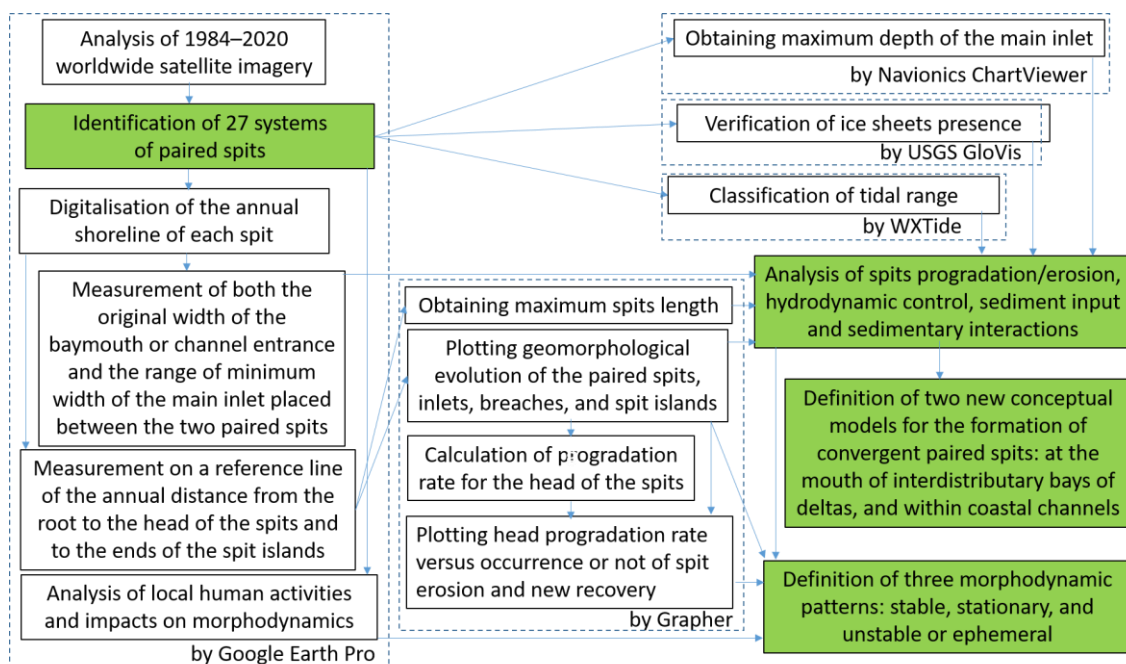 Analysis of 1984–2020
worldwide satellite imagery
Identification of 27 systems
of paired spits
Digitalisation of the annual
shoreline of each spit
Measurement of both the
original width of the
baymouth or channel entrance
and the range of minimum
width of the main inlet placed
between the two paired spits
Measurement on a reference line
of the annual distance from the
root to the head of the spits and
to the ends of the spit islands
Analysis of local human activities
and impacts on morphodynamics
by Google Earth Pro
Obtaining maximum spits length
Plotting geomorphological
evolution of the paired spits,
inlets, breaches, and spit islands
Calculation of progradation
rate for the head of the spits
Plotting head progradation rate
versus occurrence or not of spit
erosion and new recovery
by Grapher
Obtaining maximum depth of the main inlet
by Navionics ChartViewer
Verification of ice sheets presence
by USGS GloVis
Classification of tidal range
by WXTide
Analysis of spits progradation/erosion,
hydrodynamic control, sediment input
and sedimentary interactions
Definition of two new conceptual
models for the formation of
convergent paired spits: at the
mouth of interdistributary bays of
deltas, and within coastal channels
Definition of three morphodynamic
patterns: stable, stationary, and
unstable or ephemeral